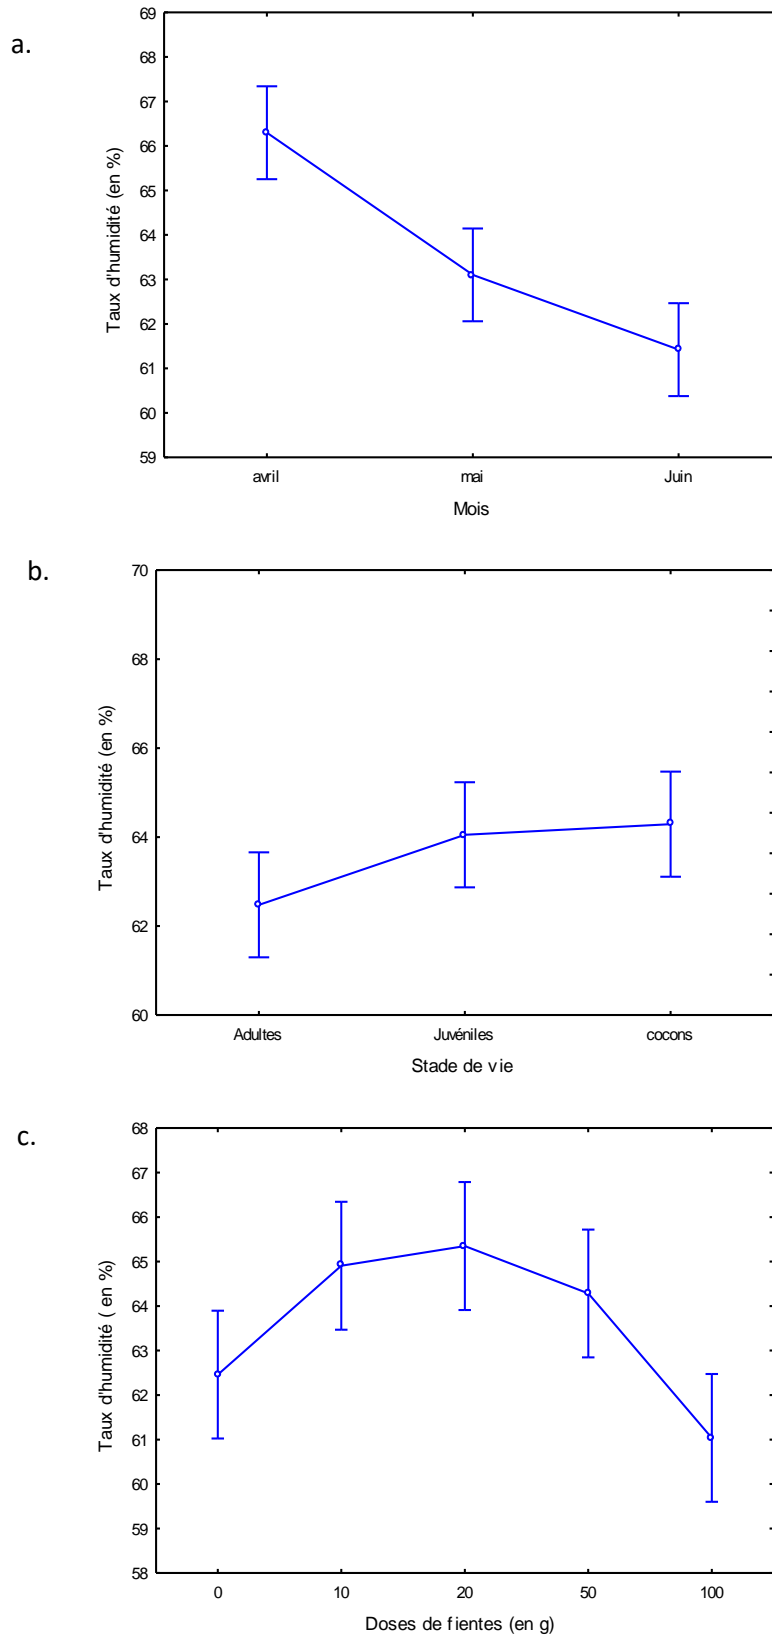 a.
69
68
67
66
65
64
63
62
61
60
59
Taux d'humidité (en %)
avril mai Juin
Mois
b.
70
68
66
64
62
60
Taux d'humidité (en %)
Adultes Juvéniles cocons
Stade de vie
c.
68
67
66
65
64
63
62
61
60
59
58
Taux d'humidité ( en %)
0 10 20 50 100
Doses de fientes (en g)